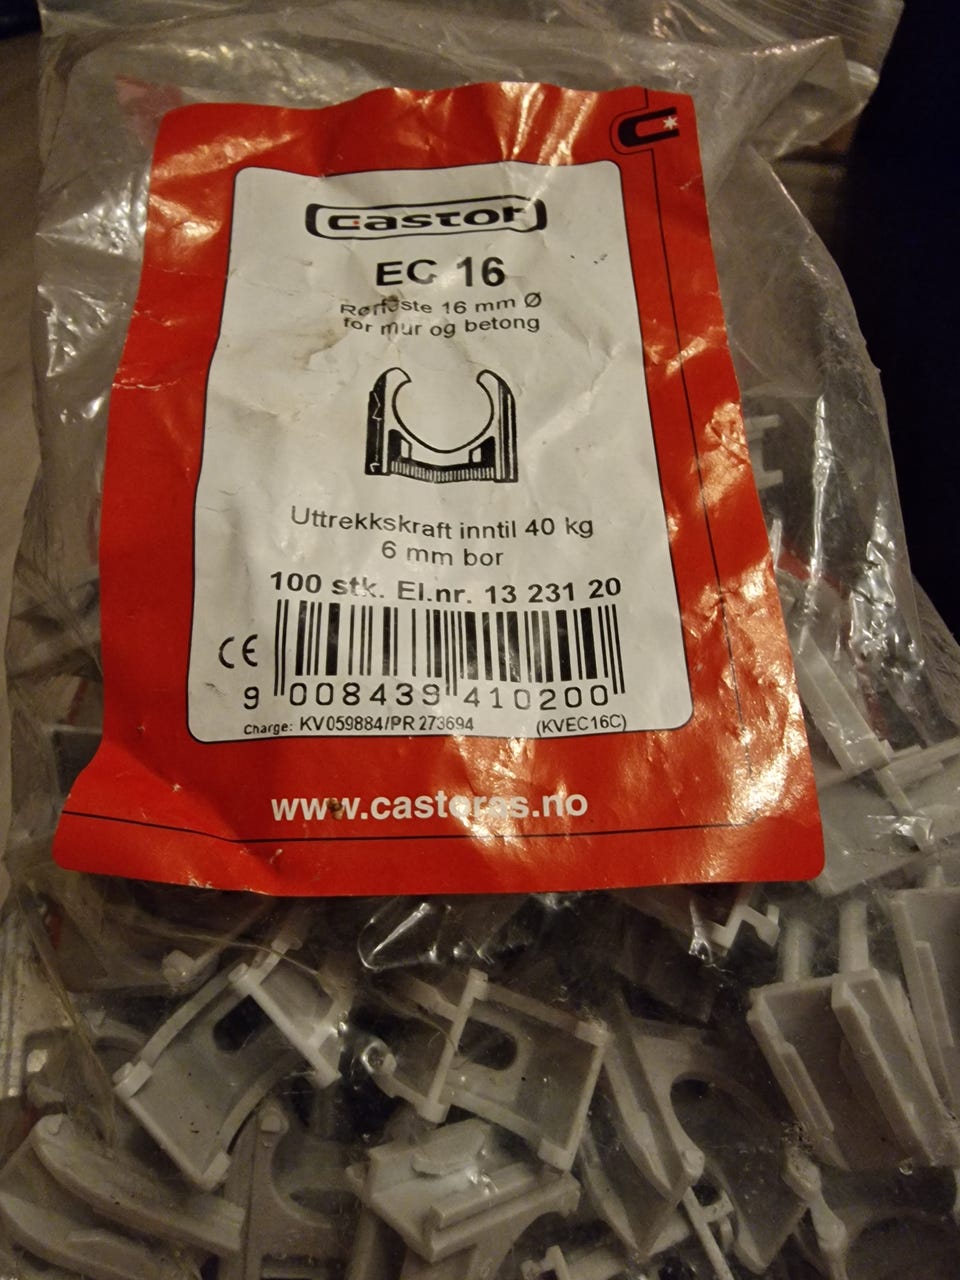 castor
EC 16
Rørfeste 16 mm Ø
for mur og betong
Uttrekkskraft inntil 40 kg
6 mm bor
100 stk. El.nr. 13 231 20
CE
9 008439 410200
Charge: KV059884/PR 273694 (KVEC16C)
www.castoras.no